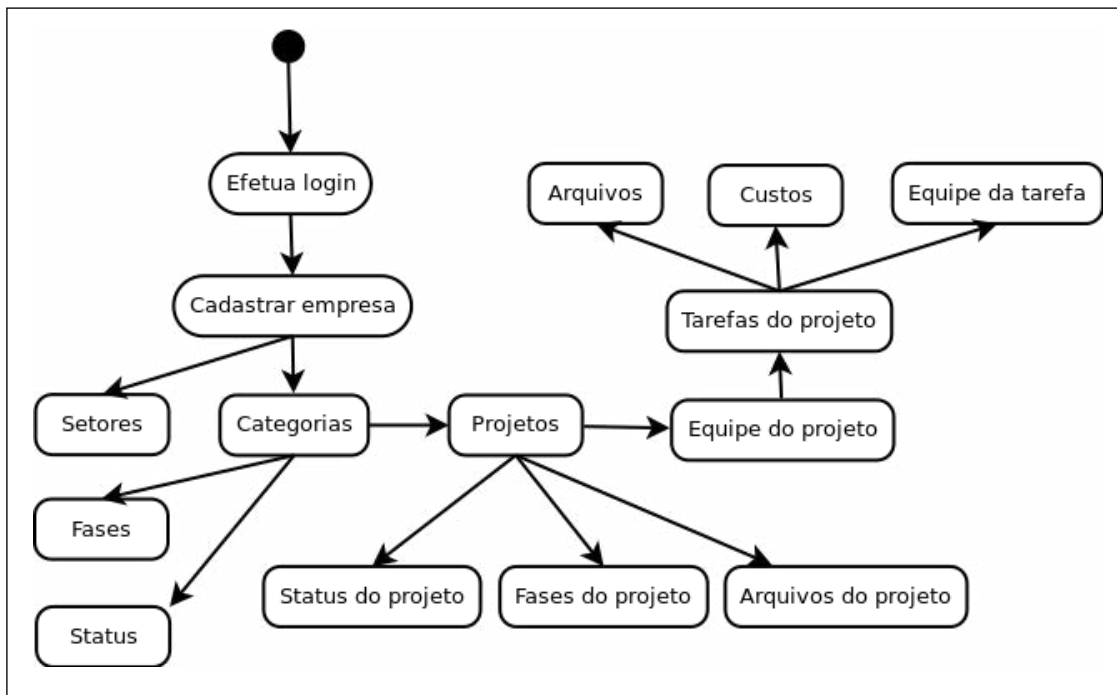 Efetua login
Arquivos
Custos
Equipe da tarefa
Cadastrar empresa
Tarefas do projeto
Setores
Categorias
Projetos
Equipe do projeto
Fases
Status do projeto
Fases do projeto
Arquivos do projeto
Status